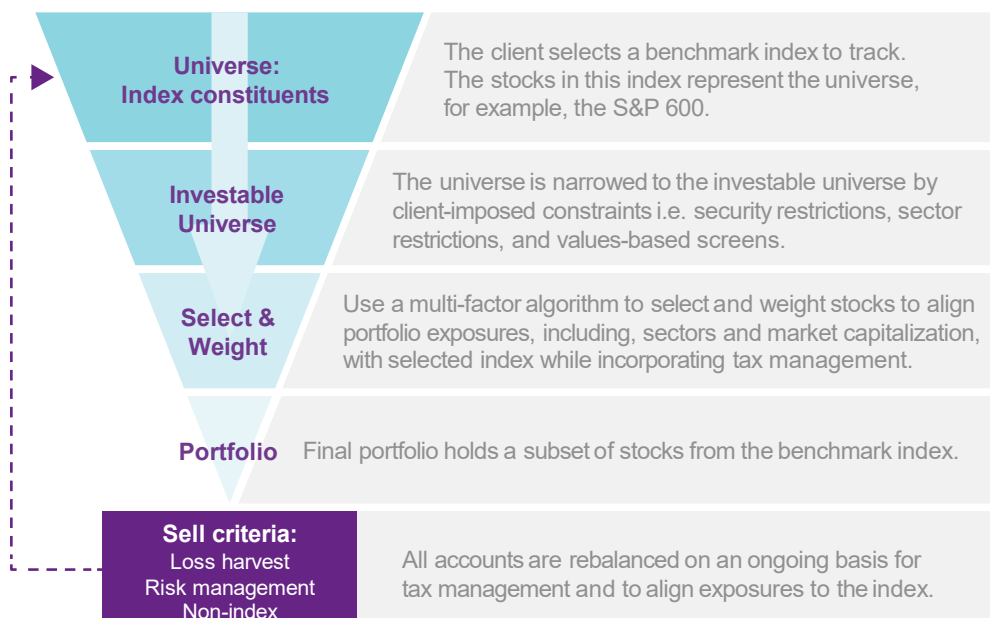 Universe:
Index constituents
The client selects a benchmark index to track.
The stocks in this index represent the universe,
for example, the S&P 600.
Investable
Universe
The universe is narrowed to the investable universe by
client-imposed constraints i.e. security restrictions, sector
restrictions, and values-based screens.
Select &
Weight
Use a multi-factor algorithm to select and weight stocks to align
portfolio exposures, including, sectors and market capitalization,
with selected index while incorporating tax management.
Portfolio
Final portfolio holds a subset of stocks from the benchmark index.
Sell criteria:
Loss harvest
Risk management
Non-index
All accounts are rebalanced on an ongoing basis for
tax management and to align exposures to the index.